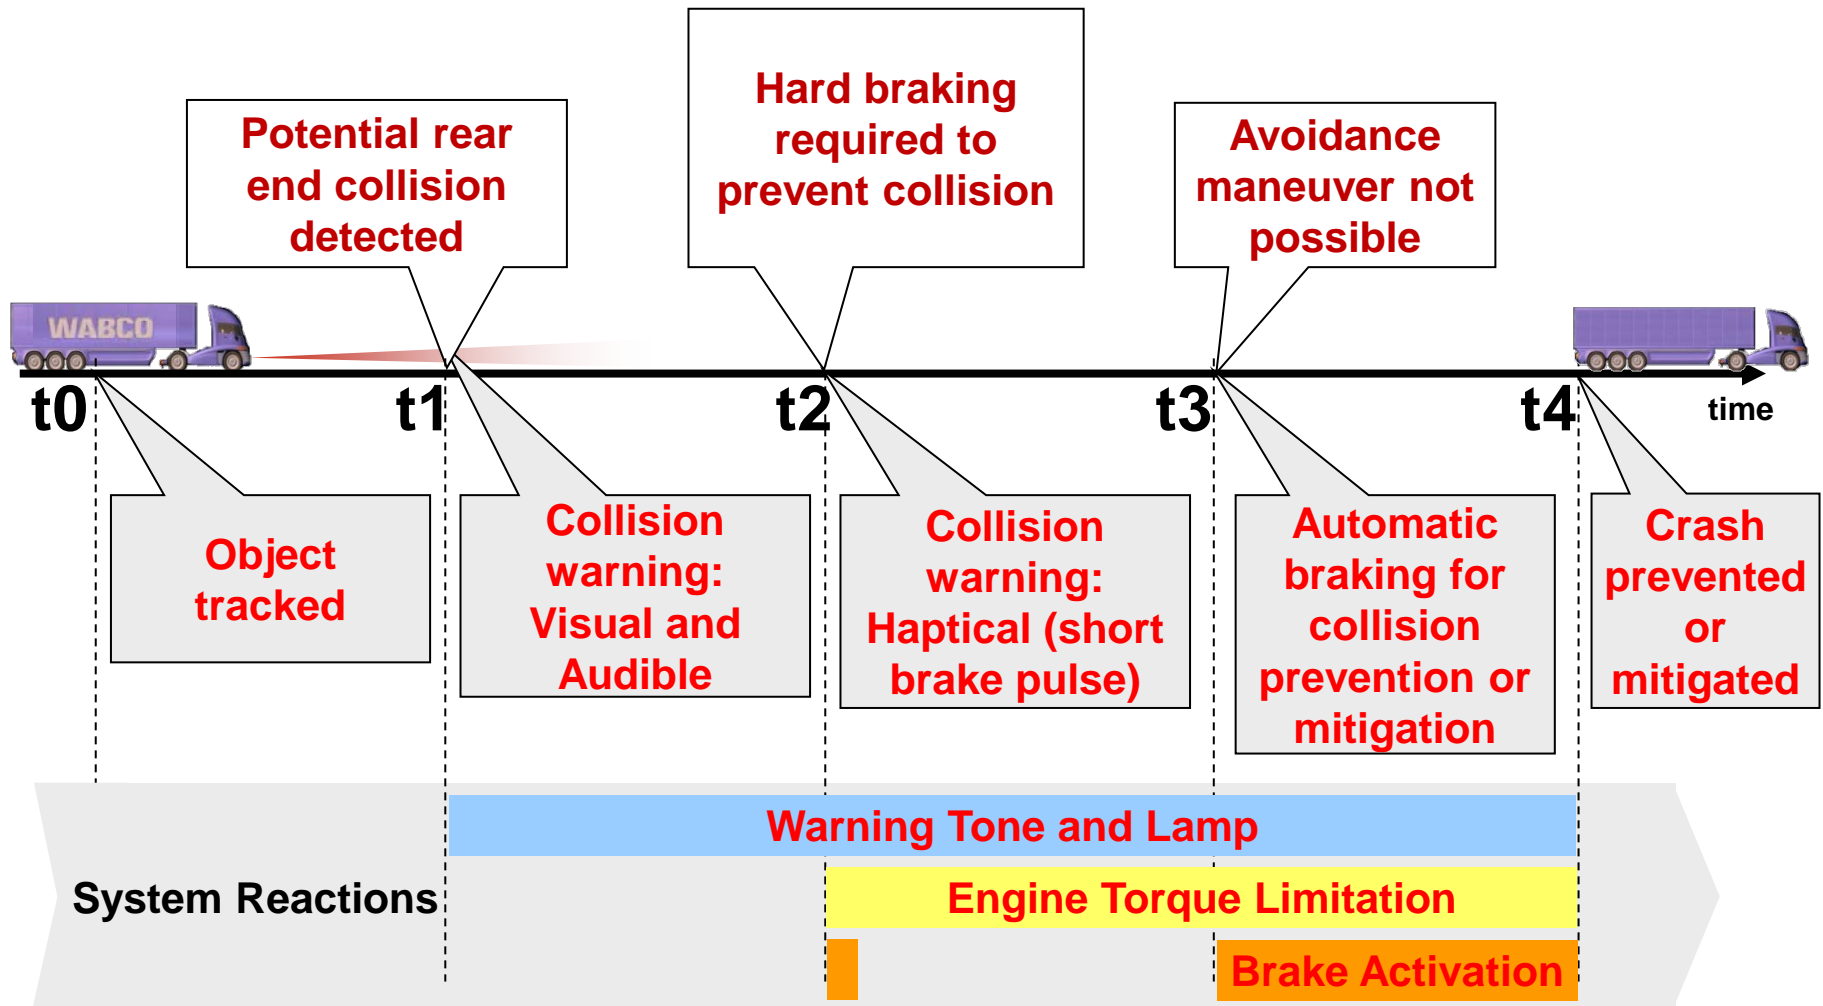 Potential rear
end collision
detected
Hard braking
required to
prevent collision
Avoidance
maneuver not
possible
WABCO
t0
t1
t2
t3
t4
time
Object
tracked
Collision
warning:
Visual and
Audible
Collision
warning:
Haptical (short
brake pulse)
Automatic
braking for
collision
prevention or
mitigation
Crash
prevented
or
mitigated
Warning Tone and Lamp
System Reactions
Engine Torque Limitation
Brake Activation